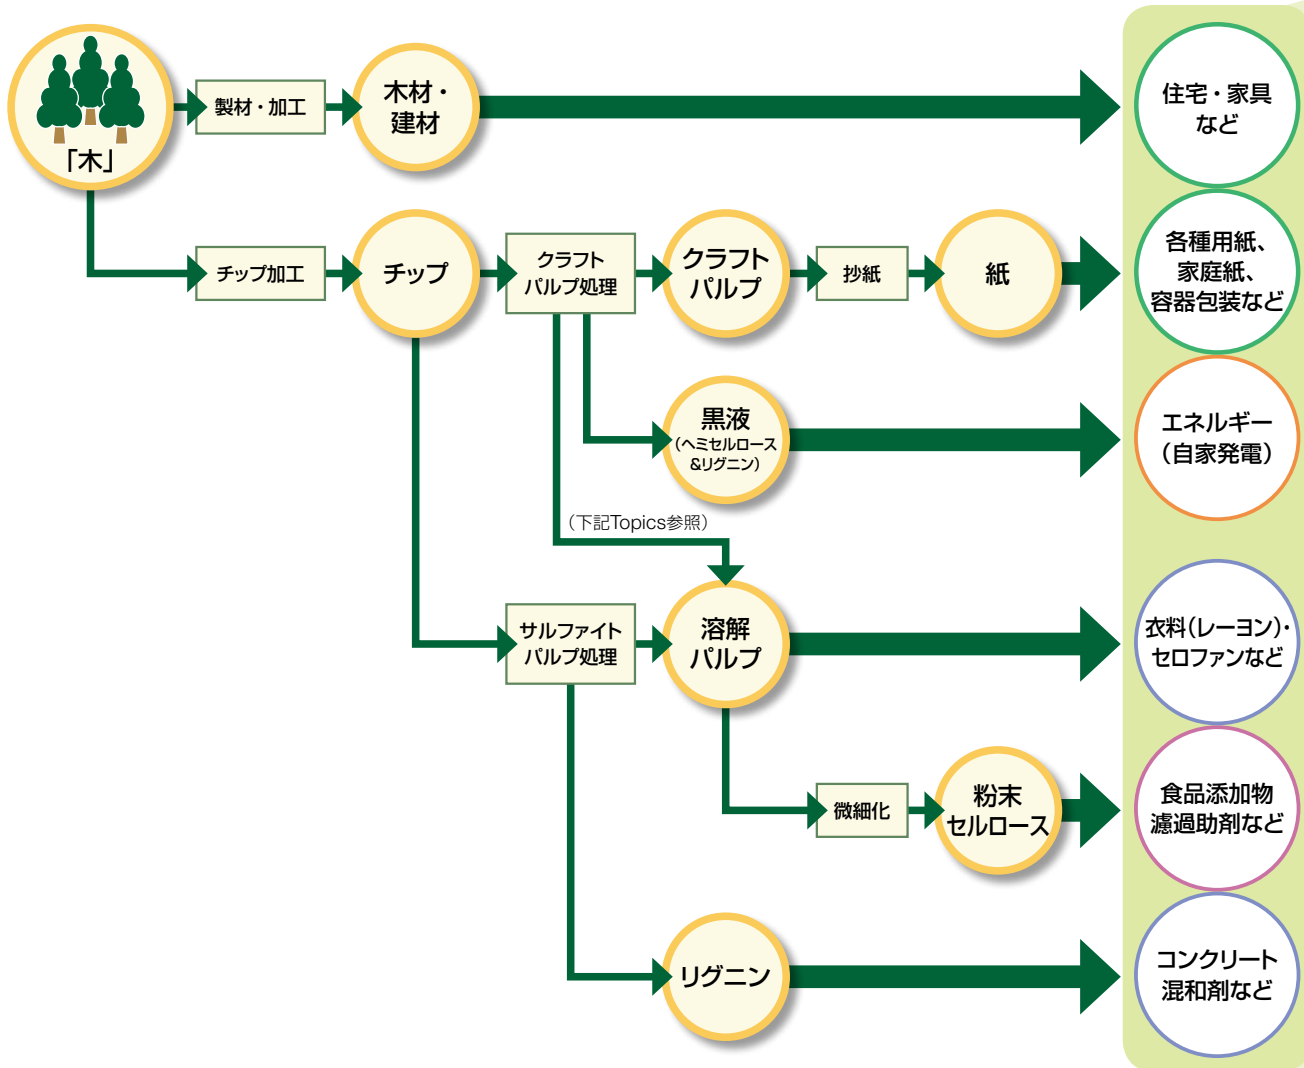 「木」
製材・加工
木材・
建材
住宅・家具
など
チップ加工
チップ
クラフト
パルプ処理
クラフト
パルプ
抄紙
紙
各種用紙、
家庭紙、
容器包装など
黒液
(ヘミセルロース
&リグニン)
エネルギー
(自家発電)
(下記Topics参照)
サルファイト
パルプ処理
溶解
パルプ
衣料(レーヨン)・
セロファンなど
微細化
粉末
セルロース
食品添加物
濾過助剤など
リグニン
コンクリート
混和剤など